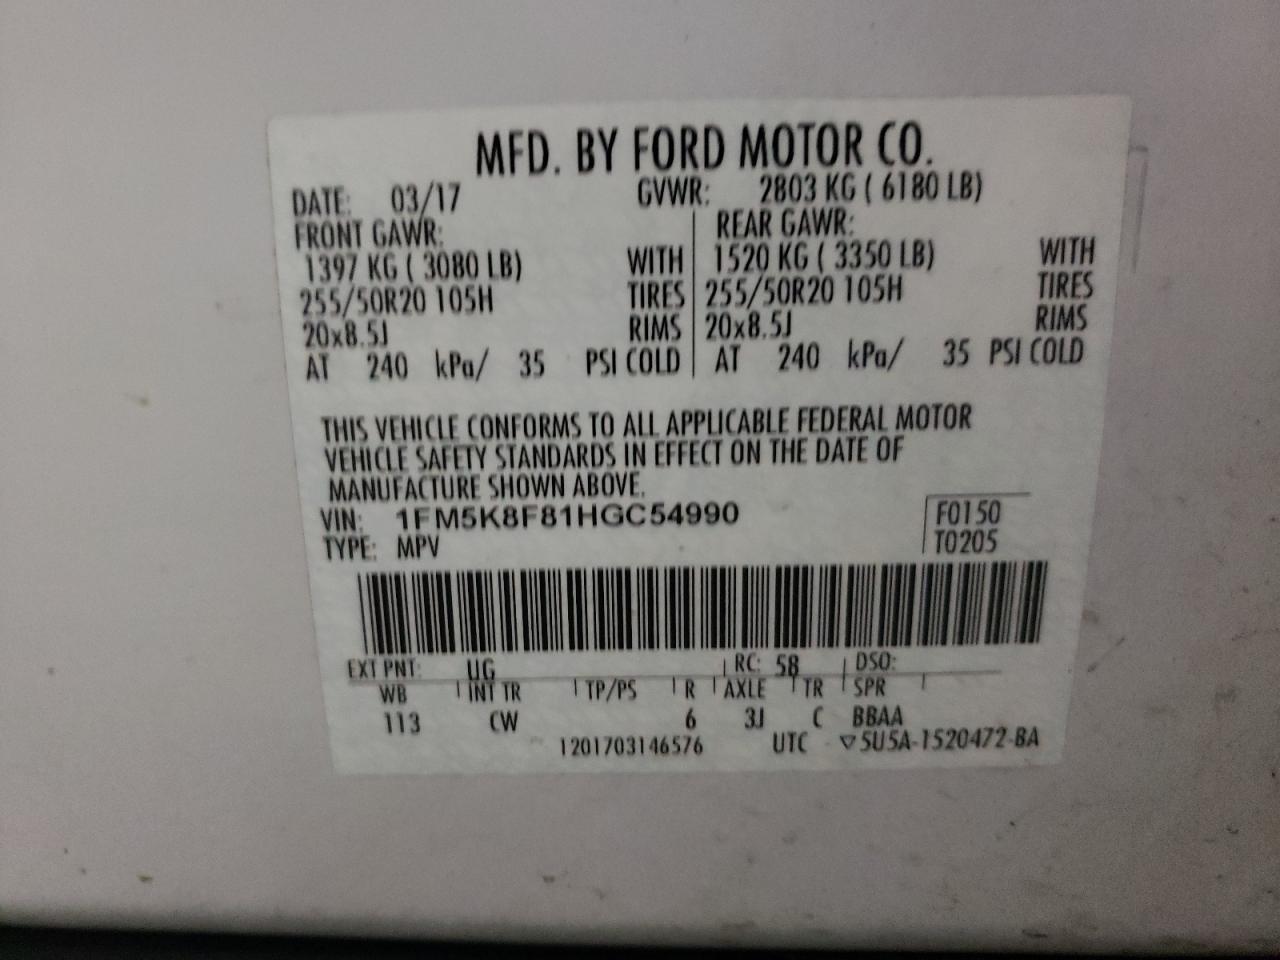 MFD. BY FORD MOTOR CO.
DATE: 03/17 GVWR: 2803 KG ( 6180 LB)
FRONT GAWR: REAR GAWR:
1397 KG ( 3080 LB) WITH 1520 KG ( 3350 LB) WITH
255/50R20 105H TIRES 255/50R20 105H TIRES
20x8.5J RIMS 20x8.5J RIMS
AT 240 kPa/ 35 PSI COLD AT 240 kPa/ 35 PSI COLD
THIS VEHICLE CONFORMS TO ALL APPLICABLE FEDERAL MOTOR
VEHICLE SAFETY STANDARDS IN EFFECT ON THE DATE OF
MANUFACTURE SHOWN ABOVE.
VIN: 1FM5K8F81HGC54990 F0150
TYPE: MPV T0205
EXT PNT: UG RC: 58 DSO:
WB INT TR TP/PS R AXLE TR SPR
113 CW 6 3J C BBAA
1201703146576 UTC ▽5U5A-1520472-BA